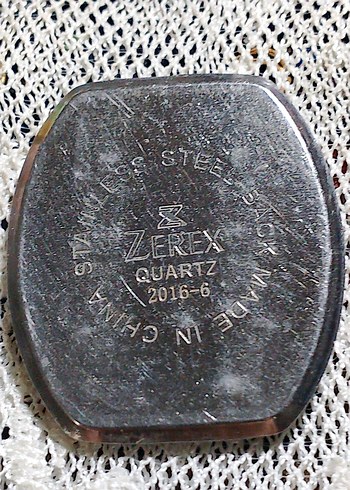 STAINLESS STEEL BACK MADE IN CHINA
ZEREX
QUARTZ
2016-6